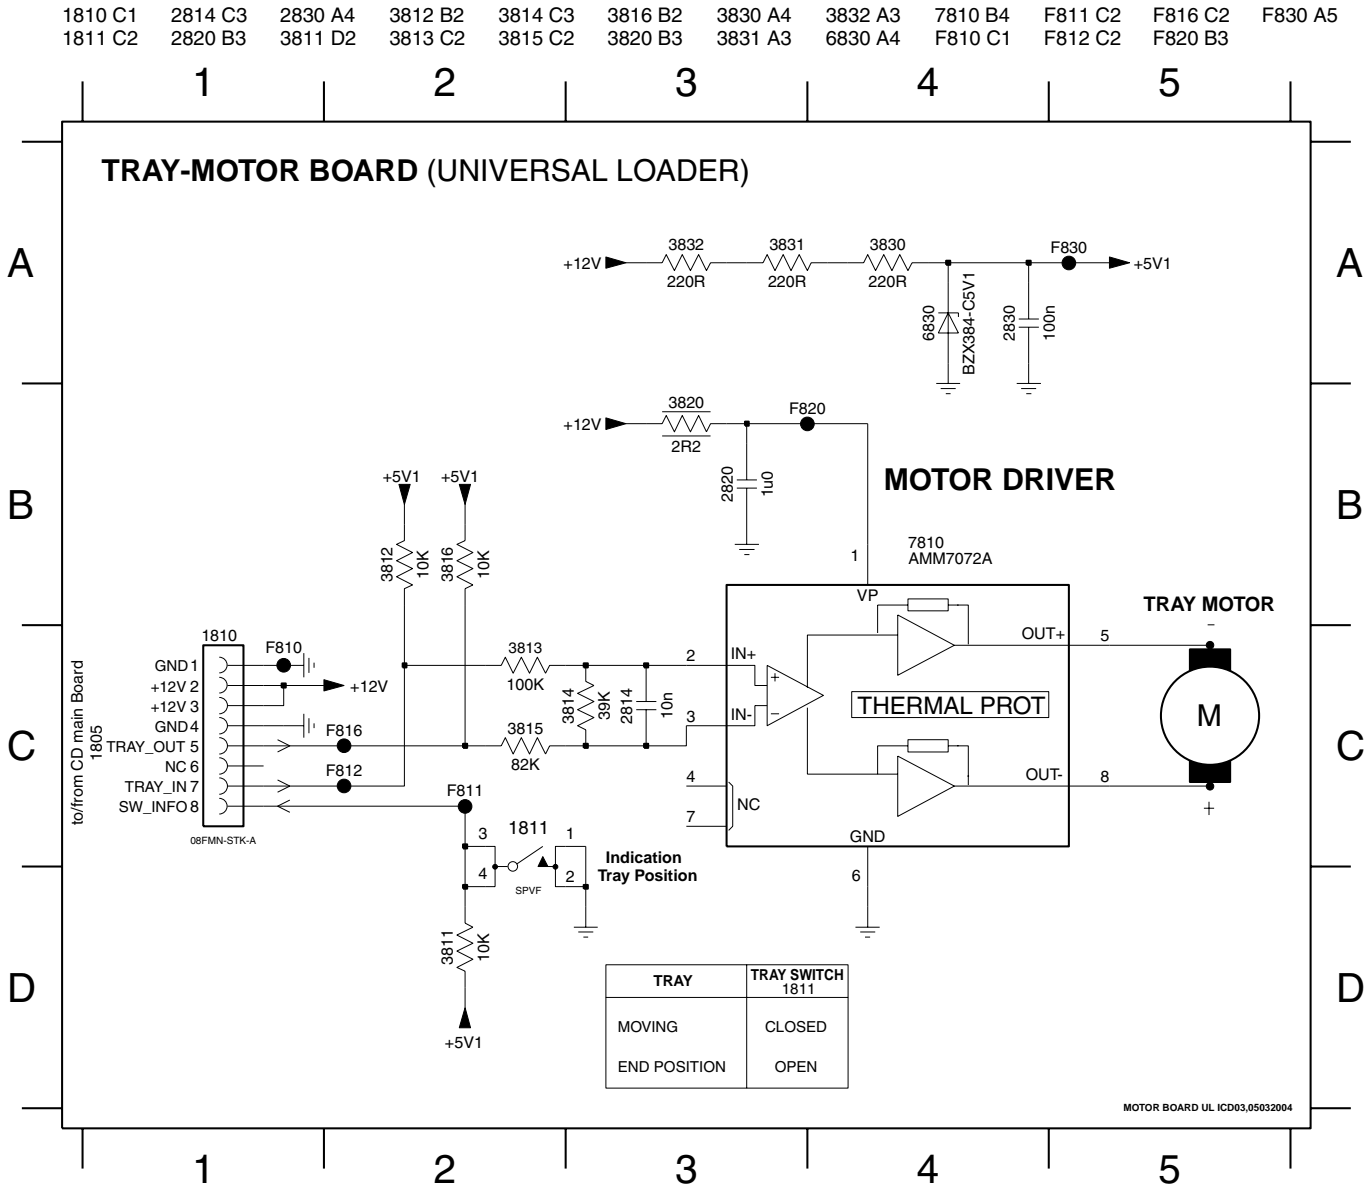 1810 C1 2814 C3 2830 A4 3812 B2 3814 C3 3816 B2 3830 A4 3832 A3 7810 B4 F811 C2 F816 C2 F830 A5
1811 C2 2820 B3 3811 D2 3813 C2 3815 C2 3820 B3 3831 A3 6830 A4 F810 C1 F812 C2 F820 B3
1 2 3 4 5
TRAY-MOTOR BOARD (UNIVERSAL LOADER)
A A
3832 3831 3830 F830
+12V +5V1
220R 220R 220R
6830
BZX384-C5V1
2830
100n
3820 F820
+12V
2R2
2820
1u0
MOTOR DRIVER
B B
+5V1 +5V1
3812
10K
3816
10K
1
7810
AMM7072A
VP
TRAY MOTOR
-
to/from CD main Board
1805
1810
F810
GND 1
+12V 2
+12V
+12V 3
GND 4
TRAY_OUT 5
F816
NC 6
TRAY_IN 7
F812
SW_INFO 8
08FMN-STK-A
3813
100K
3814
39K
2814
10n
3815
82K
2 IN+
3 IN-
+
-
4
7
NC
OUT+ 5
THERMAL PROT
OUT- 8
GND
6
M
+
C C
F811
3 1811 1
4 SPVF 2
Indication
Tray Position
3811
10K
+5V1
D D
TRAY TRAY SWITCH
1811
MOVING CLOSED
END POSITION OPEN
MOTOR BOARD UL ICD03,05032004
1 2 3 4 5